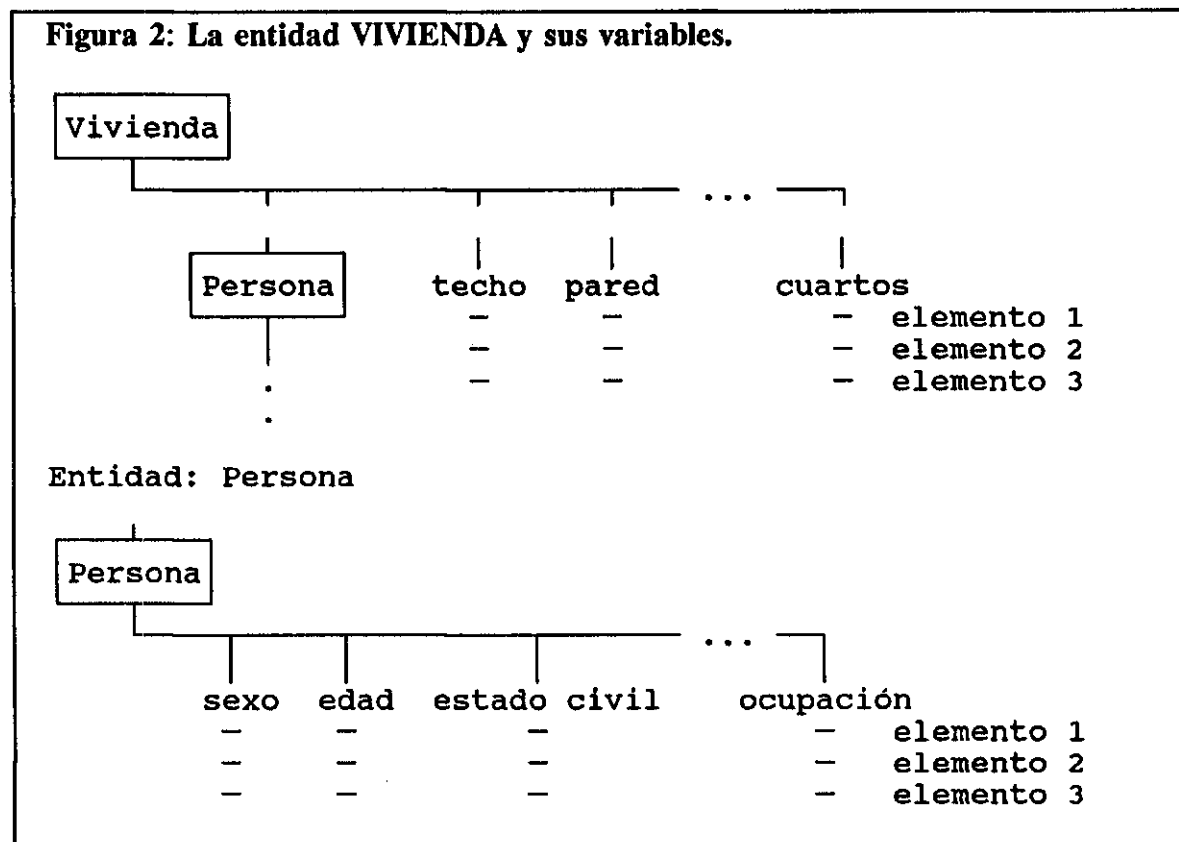 Figura 2: La entidad VIVIENDA y sus variables.
Vivienda
...
Persona techo pared cuartos
— — — elemento 1
— — — elemento 2
— — — elemento 3
.
.
Entidad: Persona
Persona
...
sexo edad estado civil ocupación
— — — — elemento 1
— — — — elemento 2
— — — — elemento 3